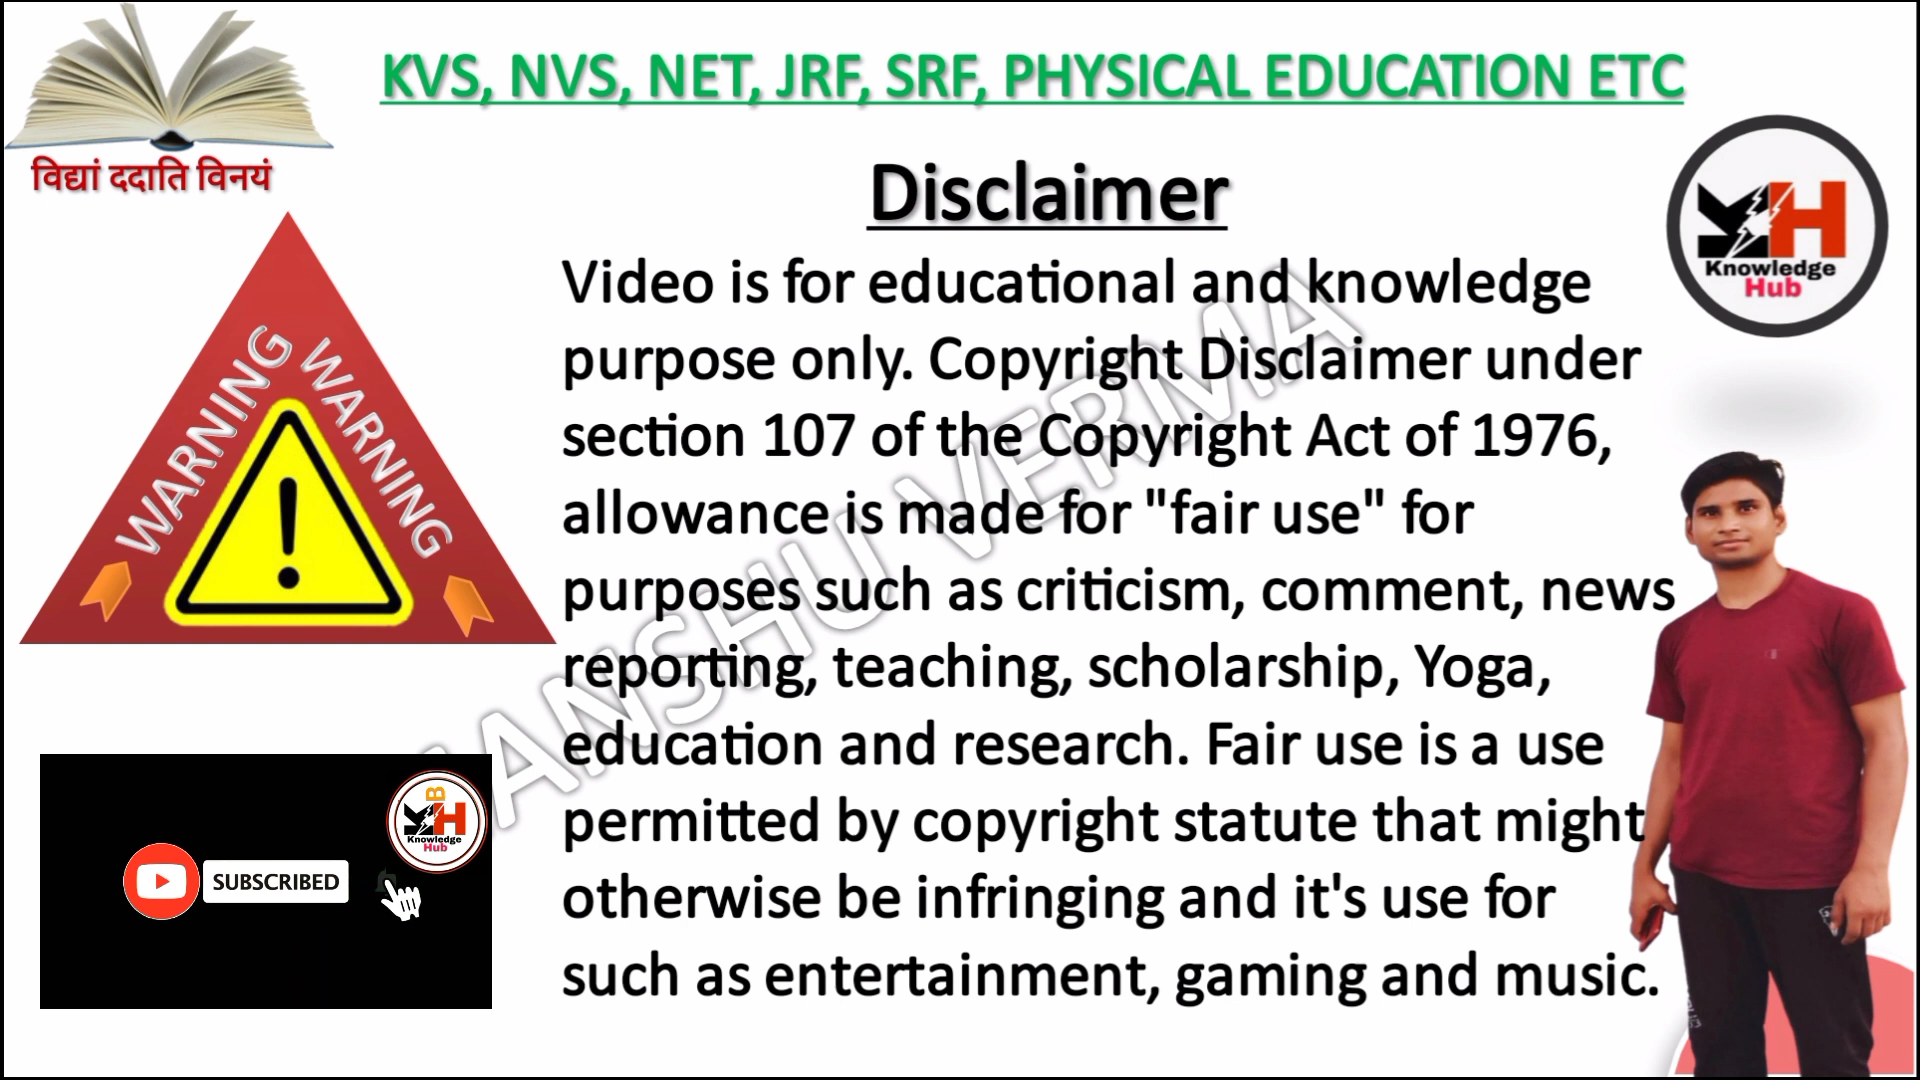 KVS, NVS, NET, JRF, SRF, PHYSICAL EDUCATION ETC
विद्यां ददाति विनयं
Disclaimer
KH
Knowledge
Hub
WARNING
WARNING
Video is for educational and knowledge
purpose only. Copyright Disclaimer under
section 107 of the Copyright Act of 1976,
allowance is made for "fair use" for
purposes such as criticism, comment, news
reporting, teaching, scholarship, Yoga,
education and research. Fair use is a use
permitted by copyright statute that might
otherwise be infringing and it's use for
such as entertainment, gaming and music.
VERMA
B
KH
Knowledge
Hub
SUBSCRIBED